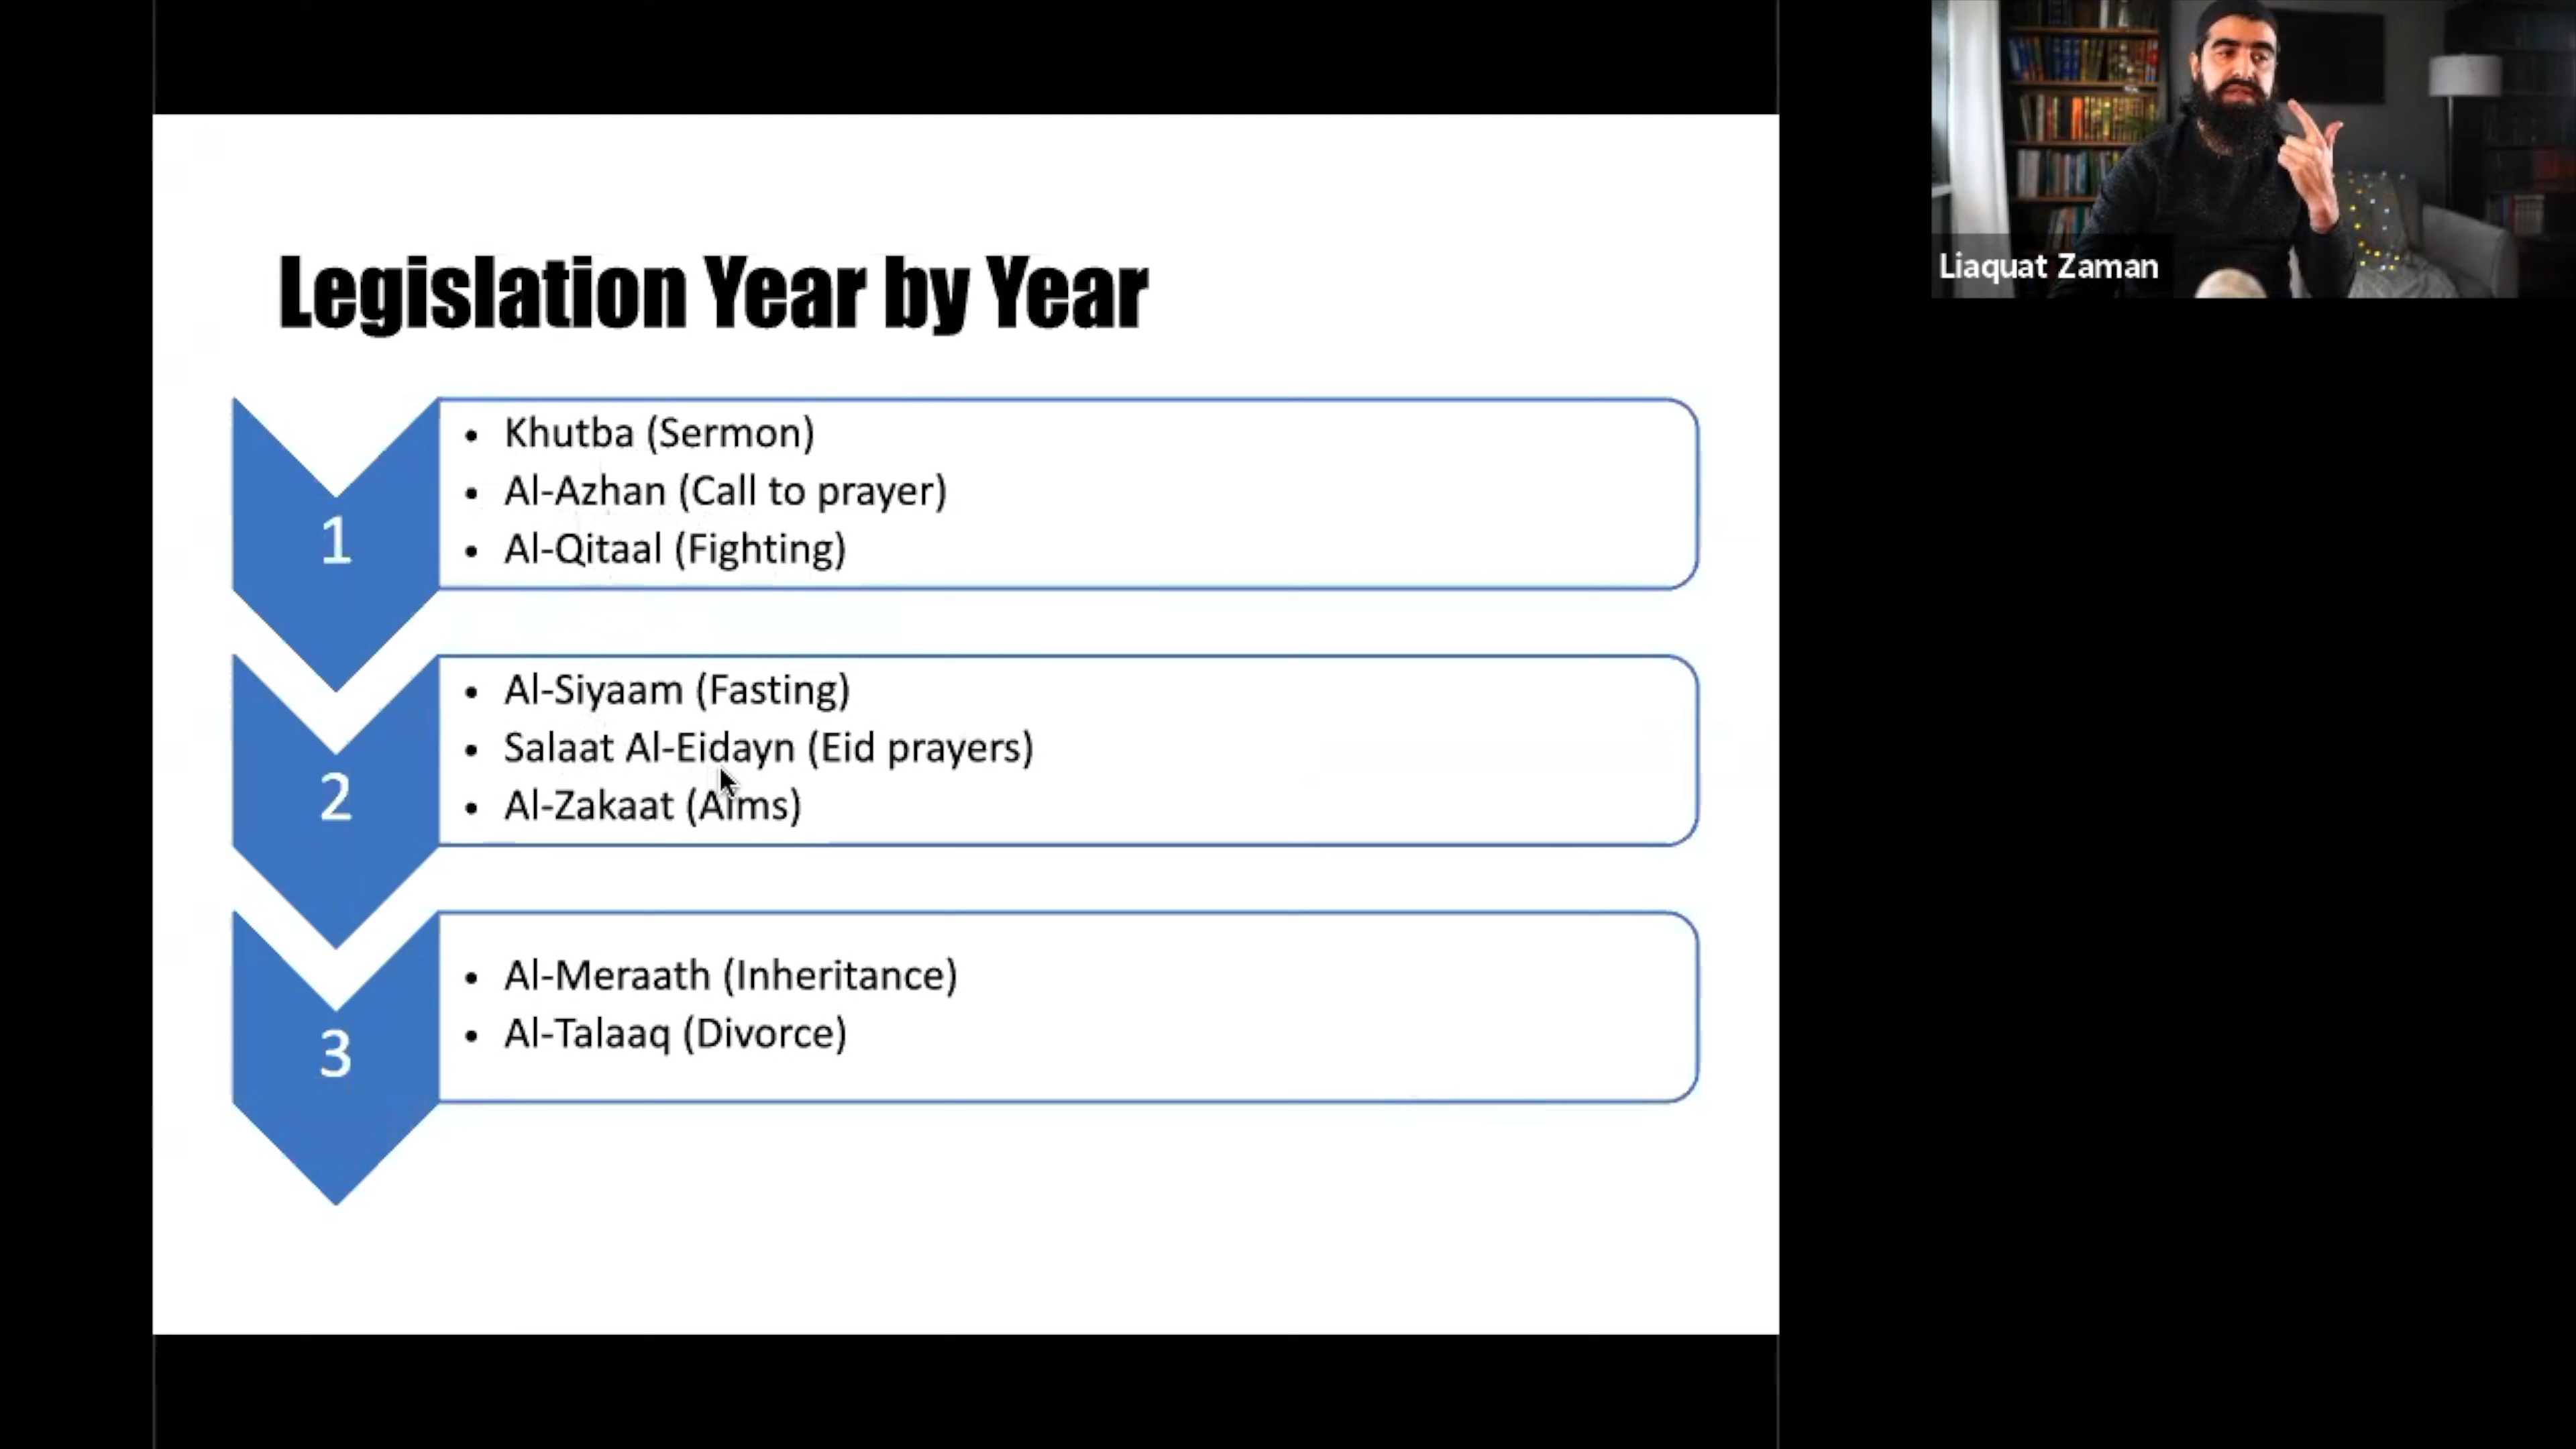 Legislation Year by Year
1
• Khutba (Sermon)
• Al-Azhan (Call to prayer)
• Al-Qitaal (Fighting)
2
• Al-Siyaam (Fasting)
• Salaat Al-Eidayn (Eid prayers)
• Al-Zakaat (Alms)
3
• Al-Meraath (Inheritance)
• Al-Talaaq (Divorce)
Liaquat Zaman